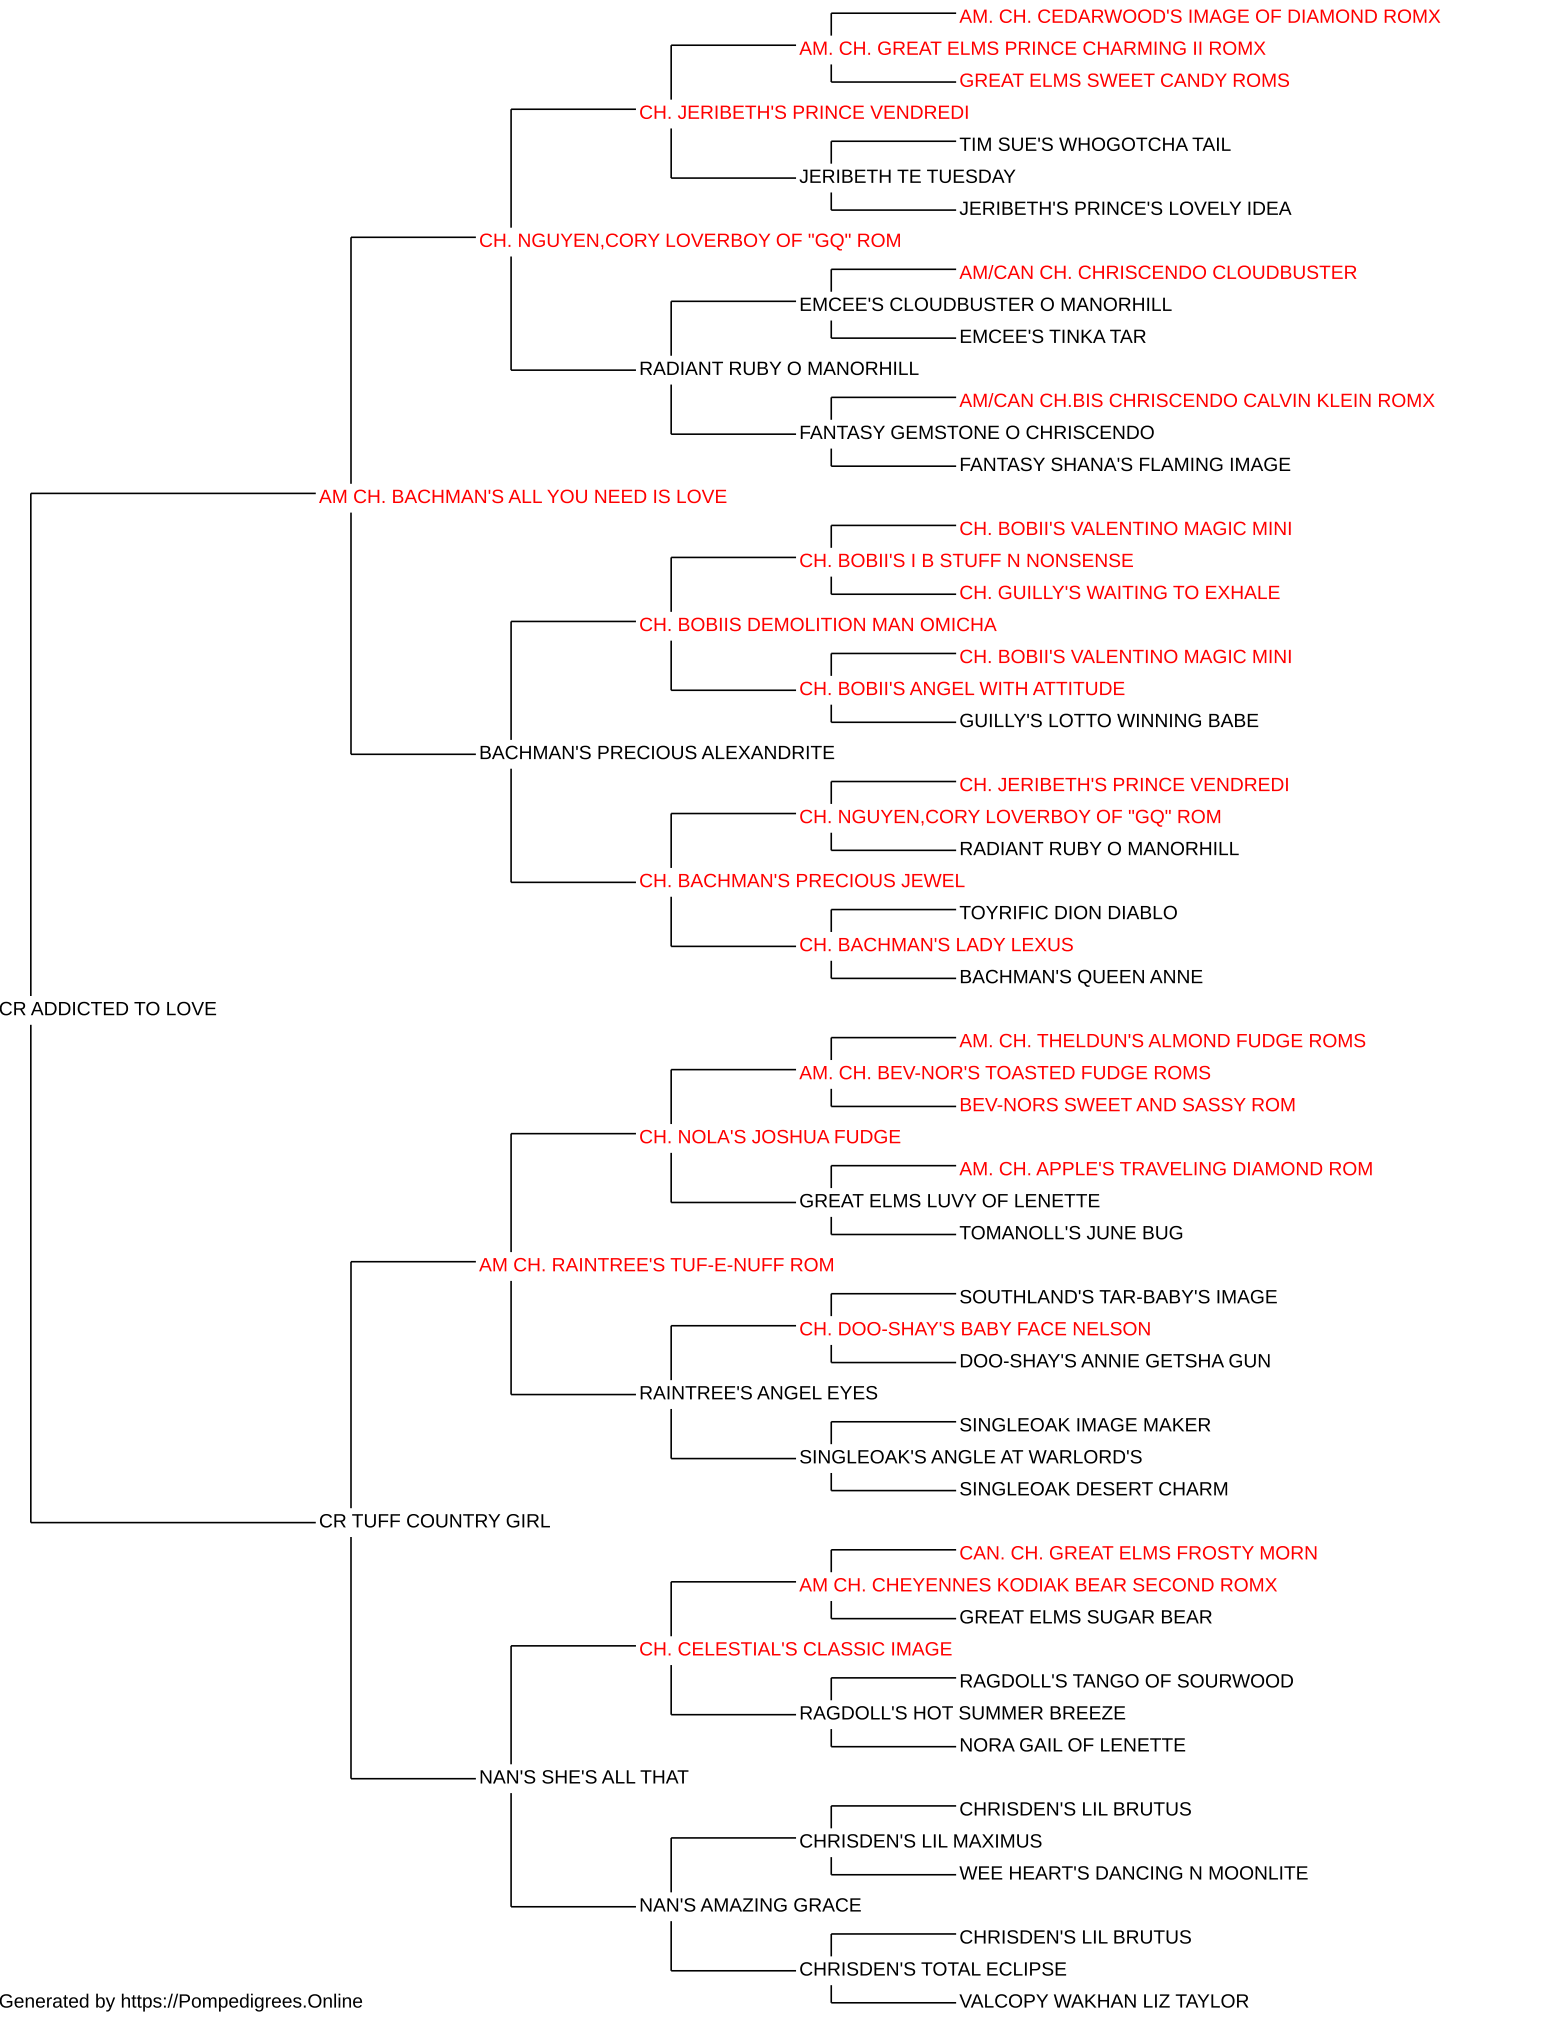 AM. CH. CEDARWOOD'S IMAGE OF DIAMOND ROMX
AM. CH. GREAT ELMS PRINCE CHARMING II ROMX
GREAT ELMS SWEET CANDY ROMS
CH. JERIBETH'S PRINCE VENDREDI
TIM SUE'S WHOGOTCHA TAIL
JERIBETH TE TUESDAY
JERIBETH'S PRINCE'S LOVELY IDEA
CH. NGUYEN,CORY LOVERBOY OF "GQ" ROM
AM/CAN CH. CHRISCENDO CLOUDBUSTER
EMCEE'S CLOUDBUSTER O MANORHILL
EMCEE'S TINKA TAR
RADIANT RUBY O MANORHILL
AM/CAN CH.BIS CHRISCENDO CALVIN KLEIN ROMX
FANTASY GEMSTONE O CHRISCENDO
FANTASY SHANA'S FLAMING IMAGE
AM CH. BACHMAN'S ALL YOU NEED IS LOVE
CH. BOBII'S VALENTINO MAGIC MINI
CH. BOBII'S I B STUFF N NONSENSE
CH. GUILLY'S WAITING TO EXHALE
CH. BOBIIS DEMOLITION MAN OMICHA
CH. BOBII'S VALENTINO MAGIC MINI
CH. BOBII'S ANGEL WITH ATTITUDE
GUILLY'S LOTTO WINNING BABE
BACHMAN'S PRECIOUS ALEXANDRITE
CH. JERIBETH'S PRINCE VENDREDI
CH. NGUYEN,CORY LOVERBOY OF "GQ" ROM
RADIANT RUBY O MANORHILL
CH. BACHMAN'S PRECIOUS JEWEL
TOYRIFIC DION DIABLO
CH. BACHMAN'S LADY LEXUS
BACHMAN'S QUEEN ANNE
CR ADDICTED TO LOVE
AM. CH. THELDUN'S ALMOND FUDGE ROMS
AM. CH. BEV-NOR'S TOASTED FUDGE ROMS
BEV-NORS SWEET AND SASSY ROM
CH. NOLA'S JOSHUA FUDGE
AM. CH. APPLE'S TRAVELING DIAMOND ROM
GREAT ELMS LUVY OF LENETTE
TOMANOLL'S JUNE BUG
AM CH. RAINTREE'S TUF-E-NUFF ROM
SOUTHLAND'S TAR-BABY'S IMAGE
CH. DOO-SHAY'S BABY FACE NELSON
DOO-SHAY'S ANNIE GETSHA GUN
RAINTREE'S ANGEL EYES
SINGLEOAK IMAGE MAKER
SINGLEOAK'S ANGLE AT WARLORD'S
SINGLEOAK DESERT CHARM
CR TUFF COUNTRY GIRL
CAN. CH. GREAT ELMS FROSTY MORN
AM CH. CHEYENNES KODIAK BEAR SECOND ROMX
GREAT ELMS SUGAR BEAR
CH. CELESTIAL'S CLASSIC IMAGE
RAGDOLL'S TANGO OF SOURWOOD
RAGDOLL'S HOT SUMMER BREEZE
NORA GAIL OF LENETTE
NAN'S SHE'S ALL THAT
CHRISDEN'S LIL BRUTUS
CHRISDEN'S LIL MAXIMUS
WEE HEART'S DANCING N MOONLITE
NAN'S AMAZING GRACE
CHRISDEN'S LIL BRUTUS
CHRISDEN'S TOTAL ECLIPSE
VALCOPY WAKHAN LIZ TAYLOR
Generated by https://Pompedigrees.Online